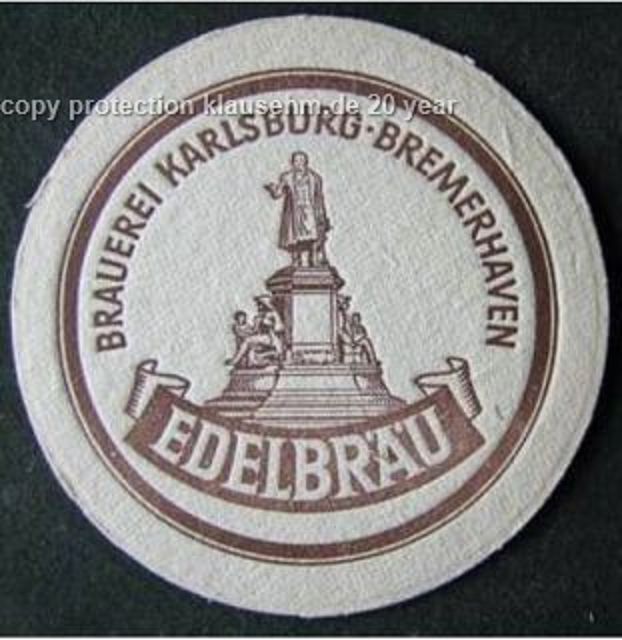 copy protection klausehm.de 20 year
BRAUEREI KARLSBURG·BREMERHAVEN
EDELBRÄU